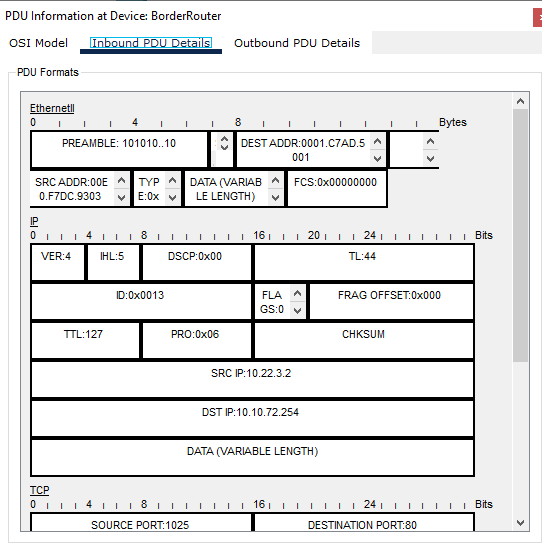 PDU Information at Device: BorderRouter
OSI Model Inbound PDU Details Outbound PDU Details
PDU Formats
EthernetII
0 4 8 Bytes
PREAMBLE: 101010..10 DEST ADDR:0001.C7AD.5
001
SRC ADDR:00E TYP DATA (VARIAB FCS:0x00000000
0.F7DC.9303 E:0x LE LENGTH)
IP
0 4 8 16 20 24 Bits
VER:4 IHL:5 DSCP:0x00 TL:44
ID:0x0013 FLA FRAG OFFSET:0x000
GS:0
TTL:127 PRO:0x06 CHKSUM
SRC IP:10.22.3.2
DST IP:10.10.72.254
DATA (VARIABLE LENGTH)
TCP
0 4 8 16 24 Bits
SOURCE PORT:1025 DESTINATION PORT:80